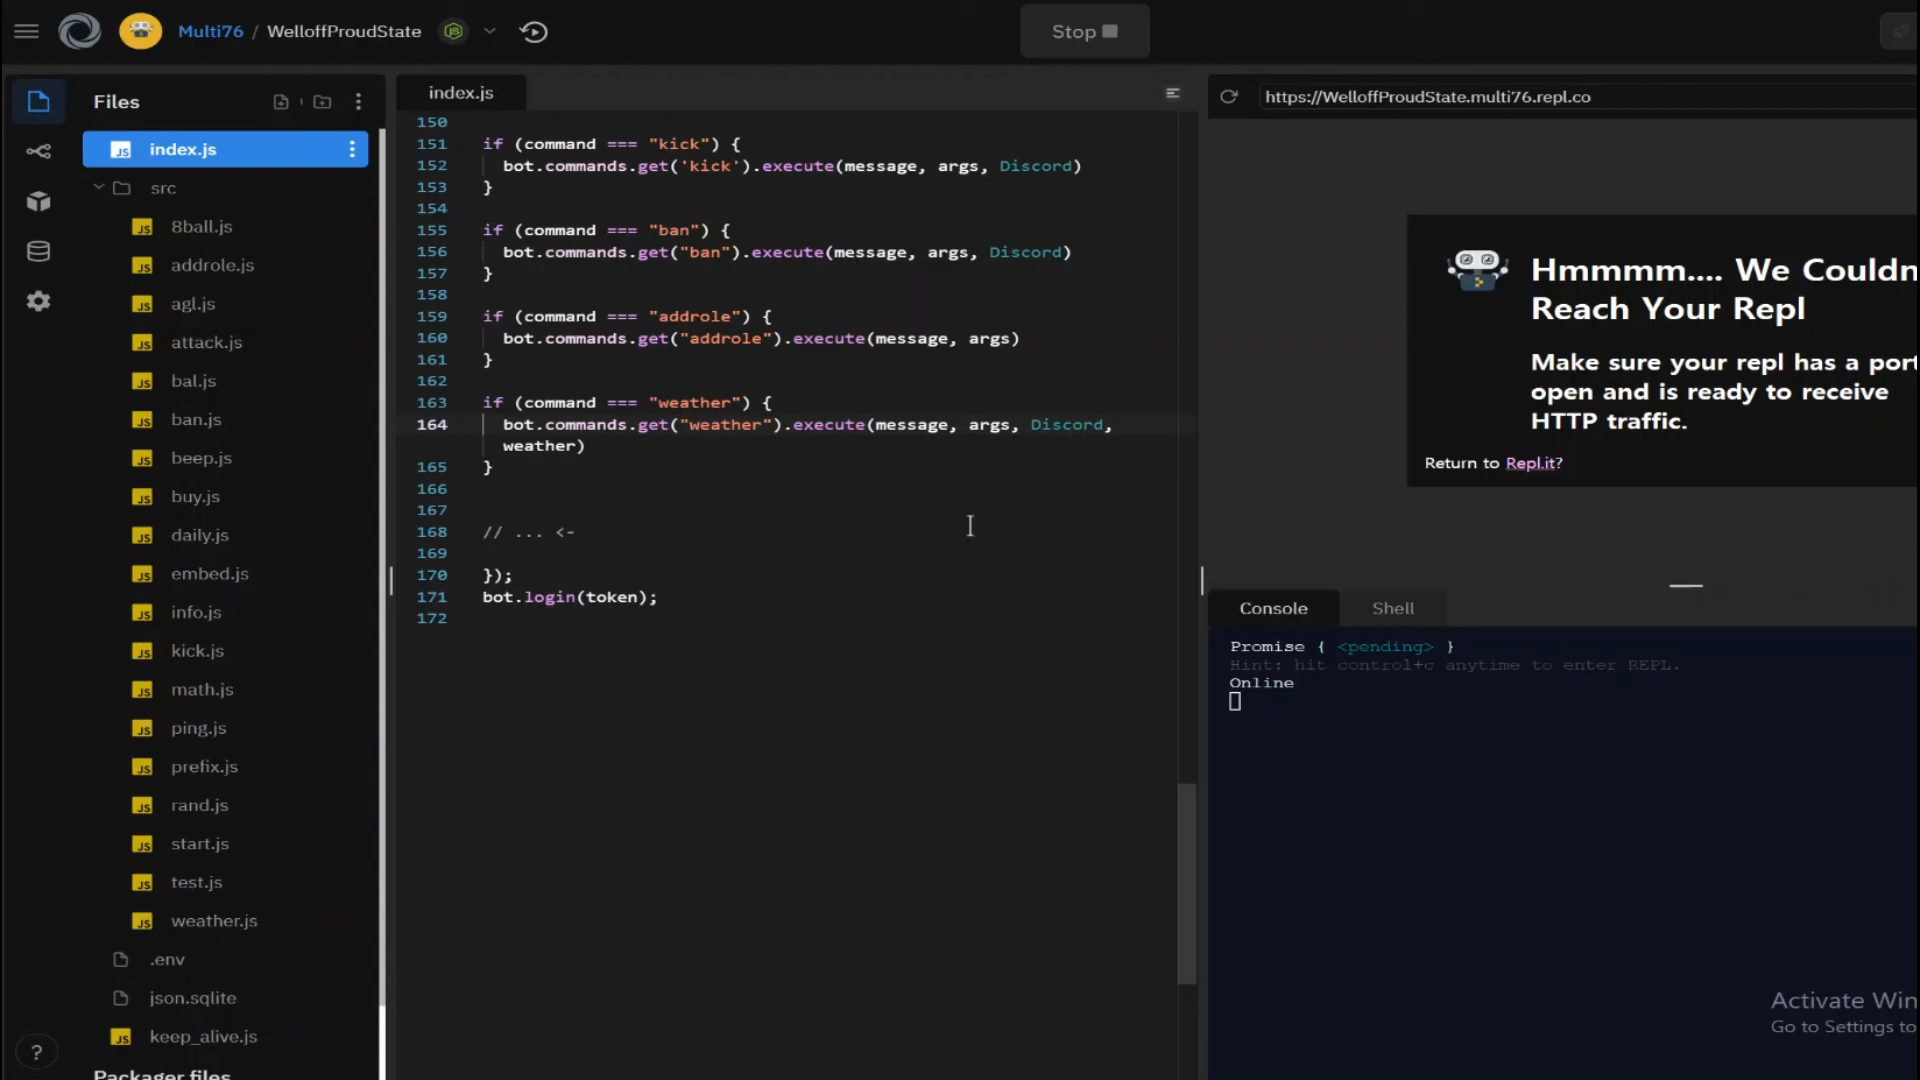 Multi76 / WelloffProudState
Stop
Files
index.js
src
8ball.js
addrole.js
agl.js
attack.js
bal.js
ban.js
beep.js
buy.js
daily.js
embed.js
info.js
kick.js
math.js
ping.js
prefix.js
rand.js
start.js
test.js
weather.js
.env
json.sqlite
keep_alive.js
Packager files
?
index.js
150
151 if (command === "kick") {
152 bot.commands.get('kick').execute(message, args, Discord)
153 }
154
155 if (command === "ban") {
156 bot.commands.get("ban").execute(message, args, Discord)
157 }
158
159 if (command === "addrole") {
160 bot.commands.get("addrole").execute(message, args)
161 }
162
163 if (command === "weather") {
164 bot.commands.get("weather").execute(message, args, Discord,
weather)
165 }
166
167
168 // ... <-
169
170 });
171 bot.login(token);
172
https://WelloffProudState.multi76.repl.co
Hmmmm.... We Couldn
Reach Your Repl
Make sure your repl has a port
open and is ready to receive
HTTP traffic.
Return to Repl.it?
Console Shell
Promise { <pending> }
Hint: hit control+c anytime to enter REPL.
Online
Activate Win
Go to Settings to